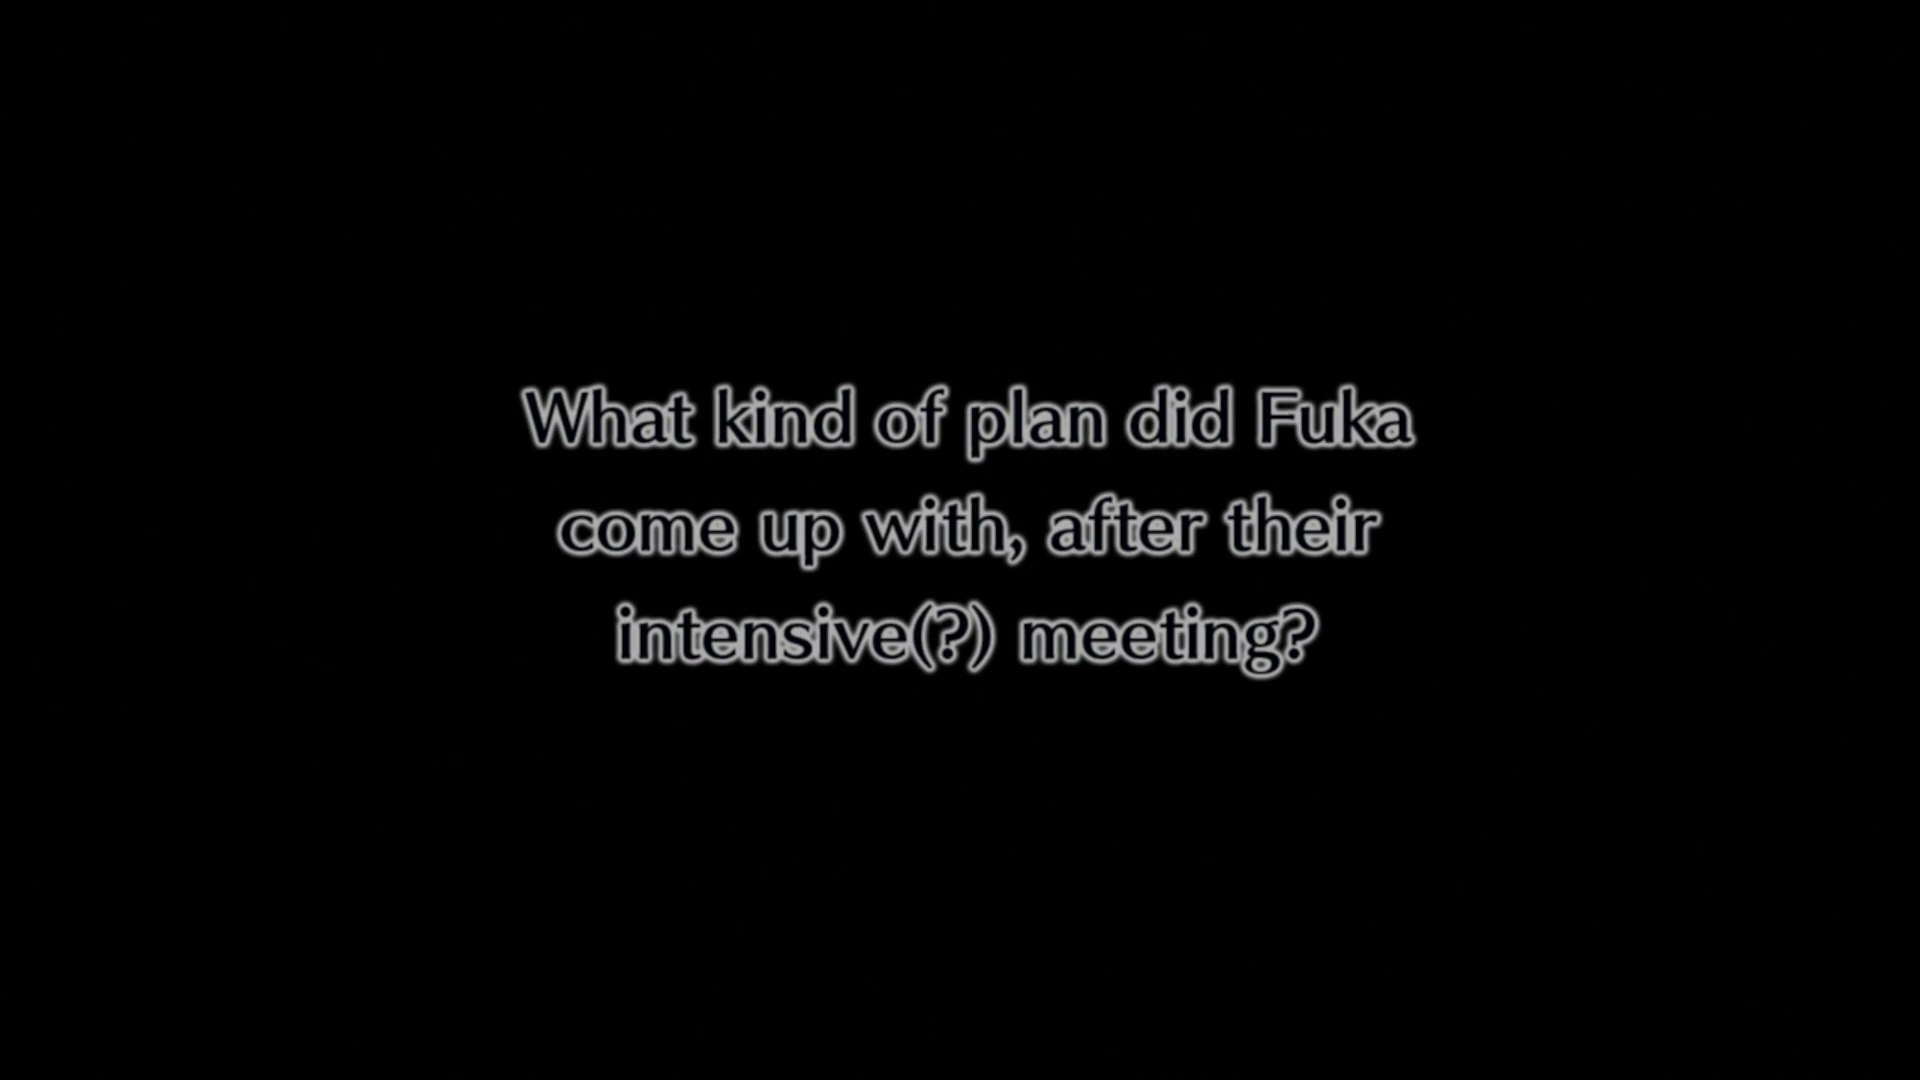 What kind of plan did Fuka
come up with, after their
intensive(?) meeting?